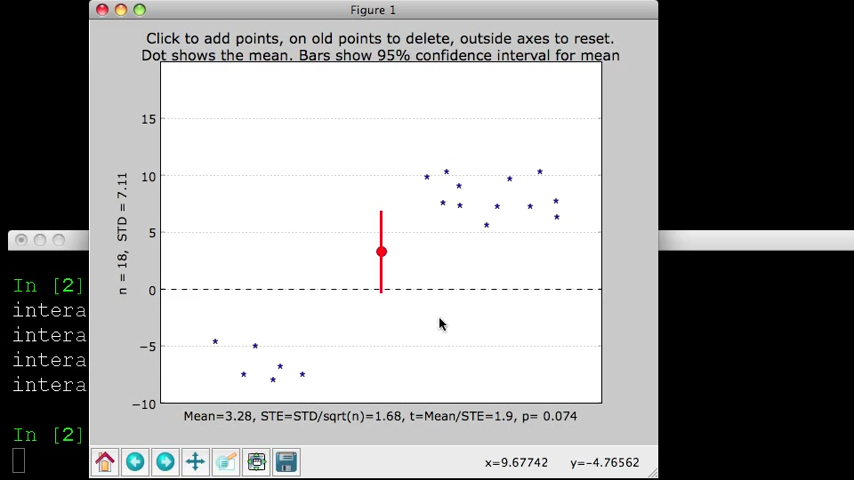 Figure 1
Click to add points, on old points to delete, outside axes to reset.
Dot shows the mean. Bars show 95% confidence interval for mean
15
10
5
0
−5
−10
n = 18, STD = 7.11
Mean=3.28, STE=STD/sqrt(n)=1.68, t=Mean/STE=1.9, p= 0.074
In [2]
intera
intera
intera
intera
In [2]
x=9.67742 y=-4.76562